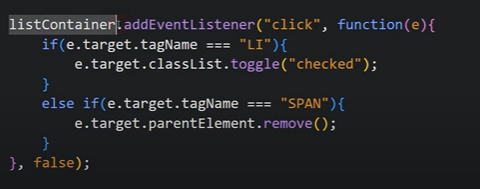 listContainer.addEventListener("click", function(e){
    if(e.target.tagName === "LI"){
        e.target.classList.toggle("checked");
    }
    else if(e.target.tagName === "SPAN"){
        e.target.parentElement.remove();
    }
}, false);